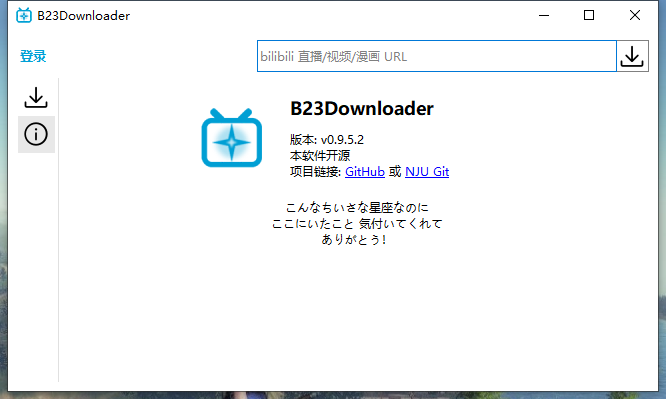 B23Downloader
登录
bilibili 直播/视频/漫画 URL
B23Downloader
版本: v0.9.5.2
本软件开源
项目链接: GitHub 或 NJU Git
こんなちいさな星座なのに
ここにいたこと 気付いてくれて
ありがとう!